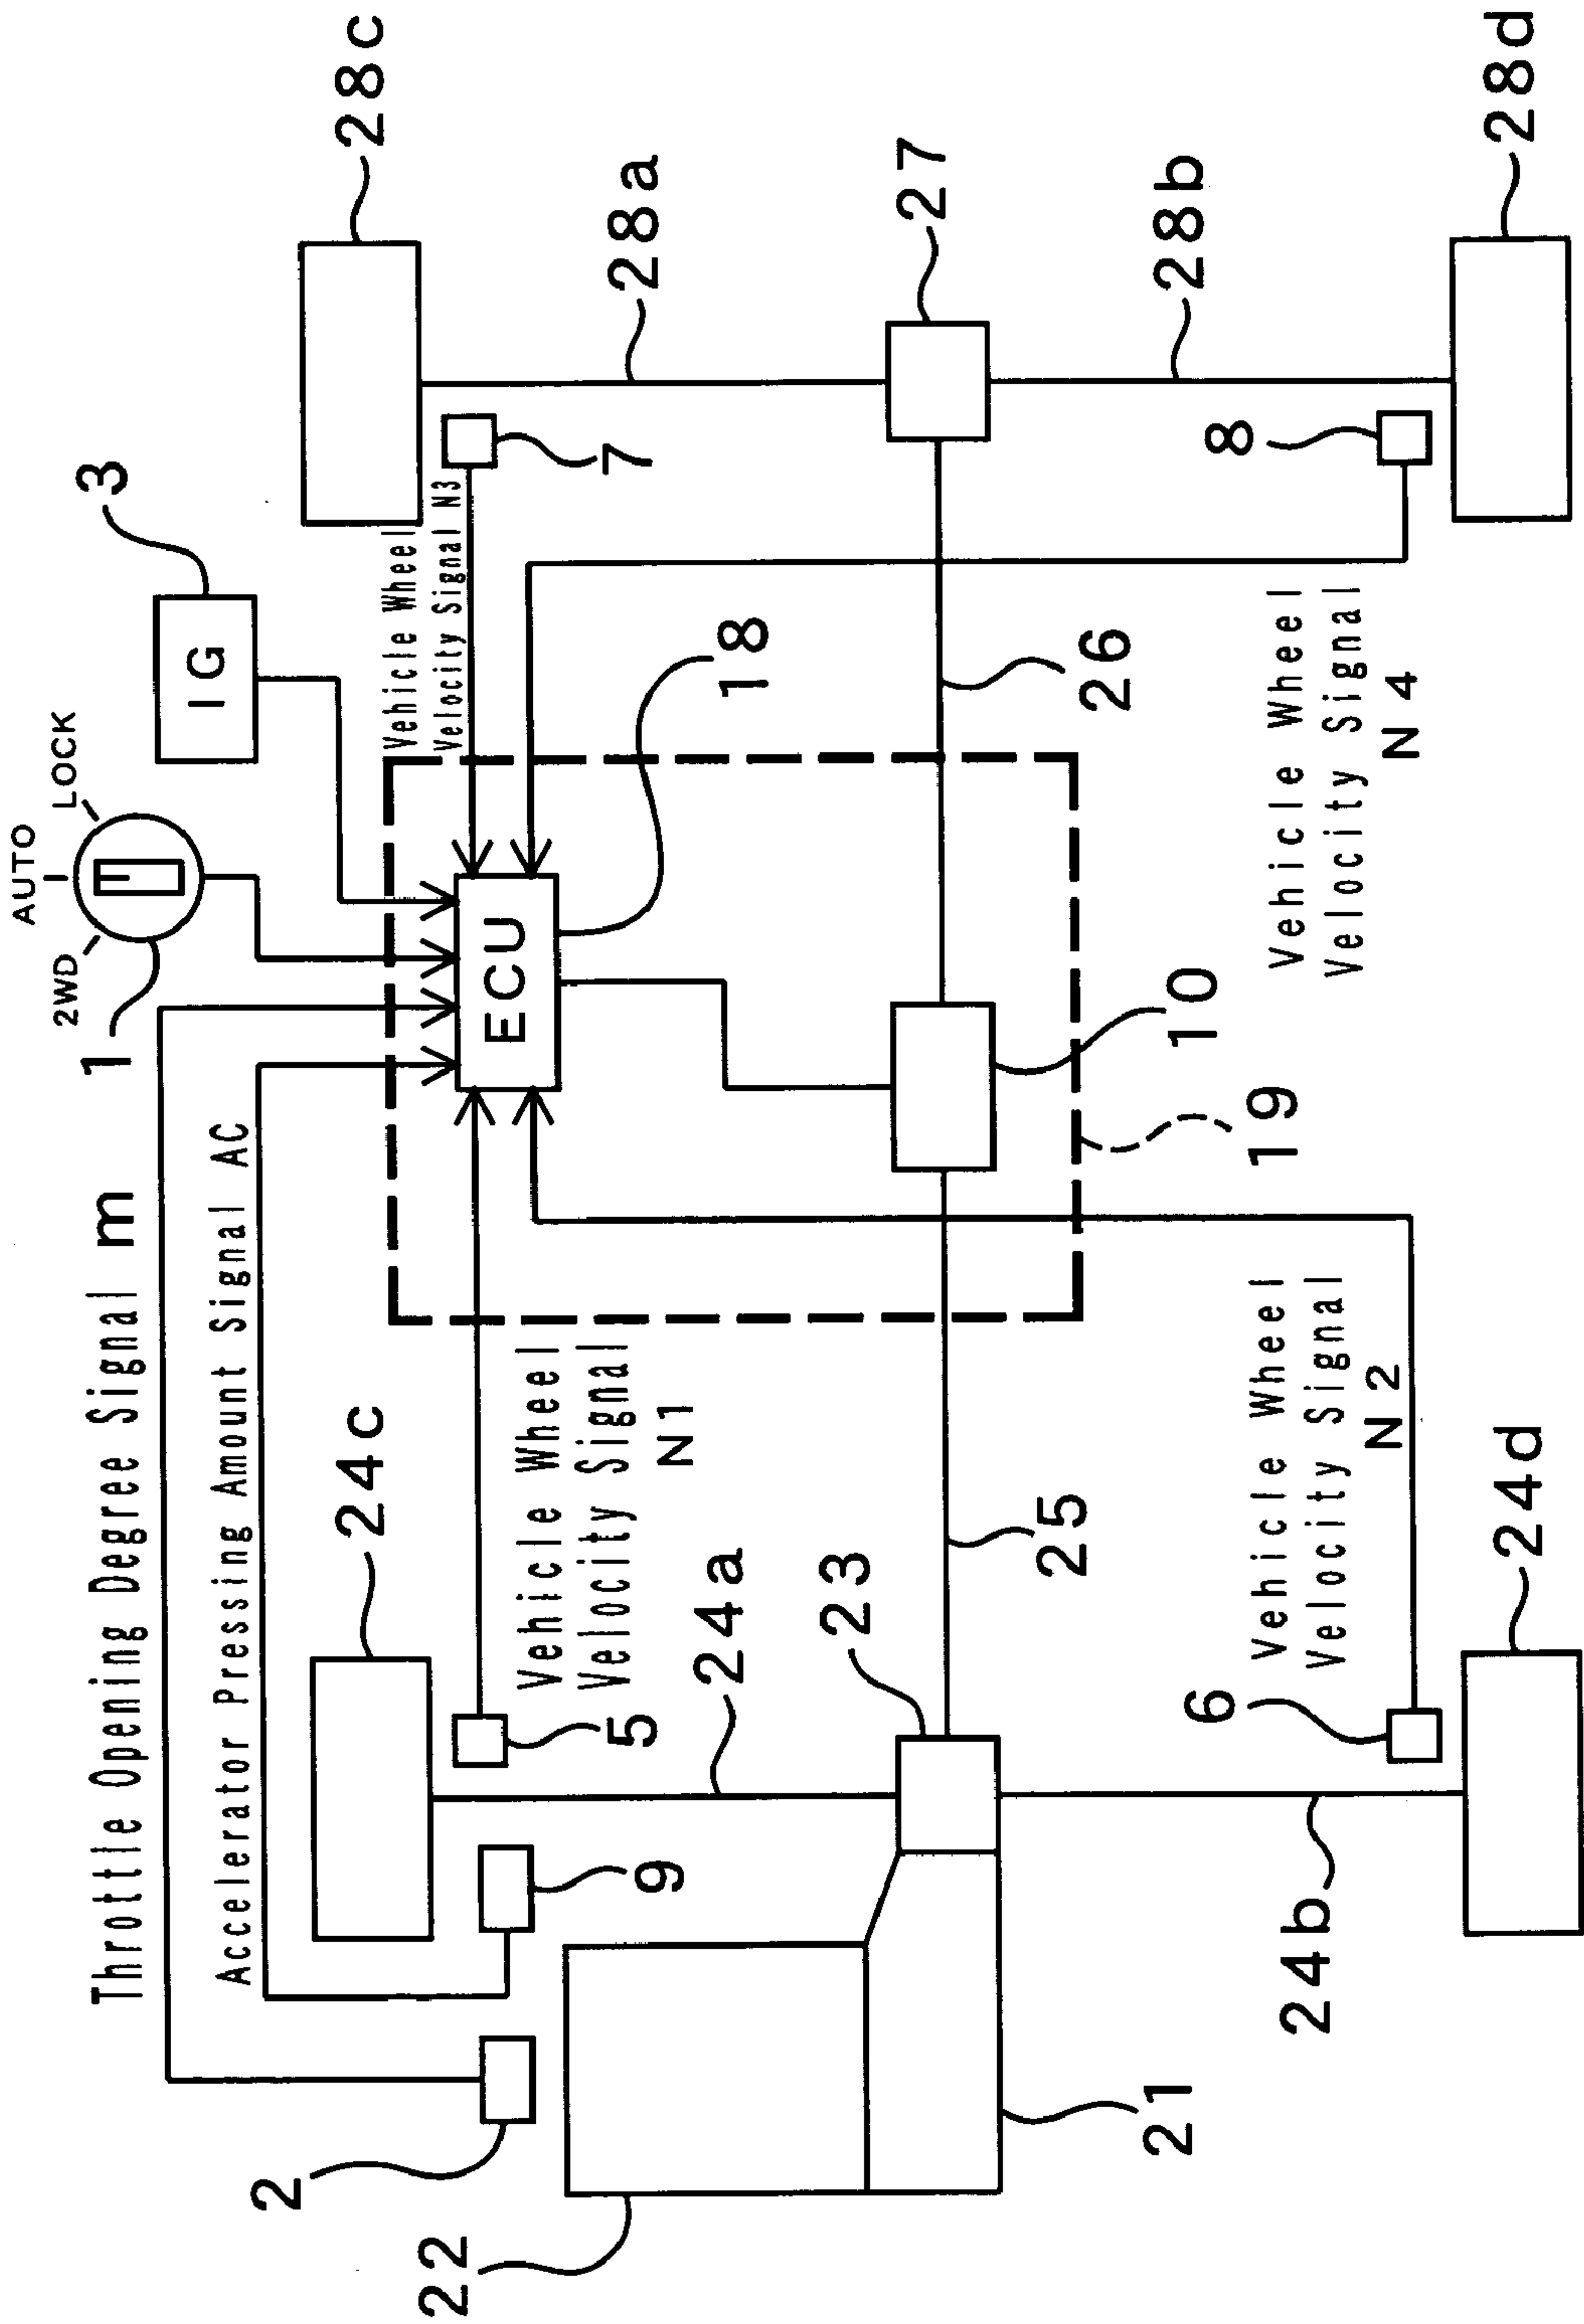 Throttle Opening Degree Signal m
Accelerator Pressing Amount Signal AC
2WD
AUTO
LOCK
1
3
IG
2
22
9
24c
5
Vehicle Wheel
Velocity Signal
N1
24a
23
21
24b
25
6
Vehicle Wheel
Velocity Signal
N2
24d
ECU
18
10
19
Vehicle Wheel
Velocity Signal N3
7
28c
28a
27
26
28b
8
Vehicle Wheel
Velocity Signal
N4
28d